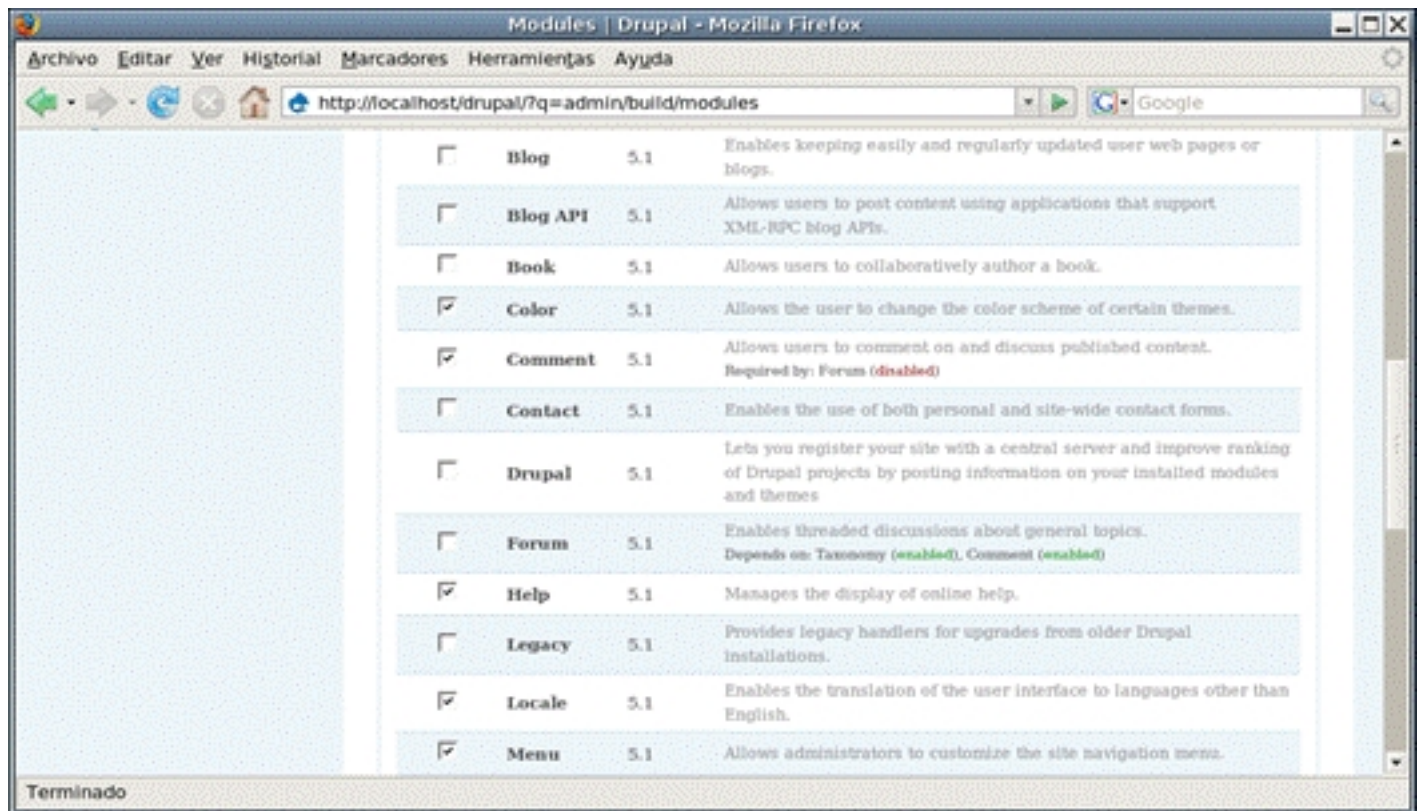 Modules | Drupal - Mozilla Firefox
Archivo Editar Ver Historial Marcadores Herramientas Ayuda
http://localhost/drupal/?q=admin/build/modules Google
Blog 5.1 Enables keeping easily and regularly updated user web pages or
blogs.
Blog API 5.1 Allows users to post content using applications that support
XML-RPC blog APIs.
Book 5.1 Allows users to collaboratively author a book.
Color 5.1 Allows the user to change the color scheme of certain themes.
Comment 5.1 Allows users to comment on and discuss published content.
Required by: Forum (disabled)
Contact 5.1 Enables the use of both personal and site-wide contact forms.
Drupal 5.1 Lets you register your site with a central server and improve ranking
of Drupal projects by posting information on your installed modules
and themes
Forum 5.1 Enables threaded discussions about general topics.
Depends on: Taxonomy (enabled), Comment (enabled)
Help 5.1 Manages the display of online help.
Legacy 5.1 Provides legacy handlers for upgrades from older Drupal
installations.
Locale 5.1 Enables the translation of the user interface to languages other than
English.
Menu 5.1 Allows administrators to customize the site navigation menu.
Terminado